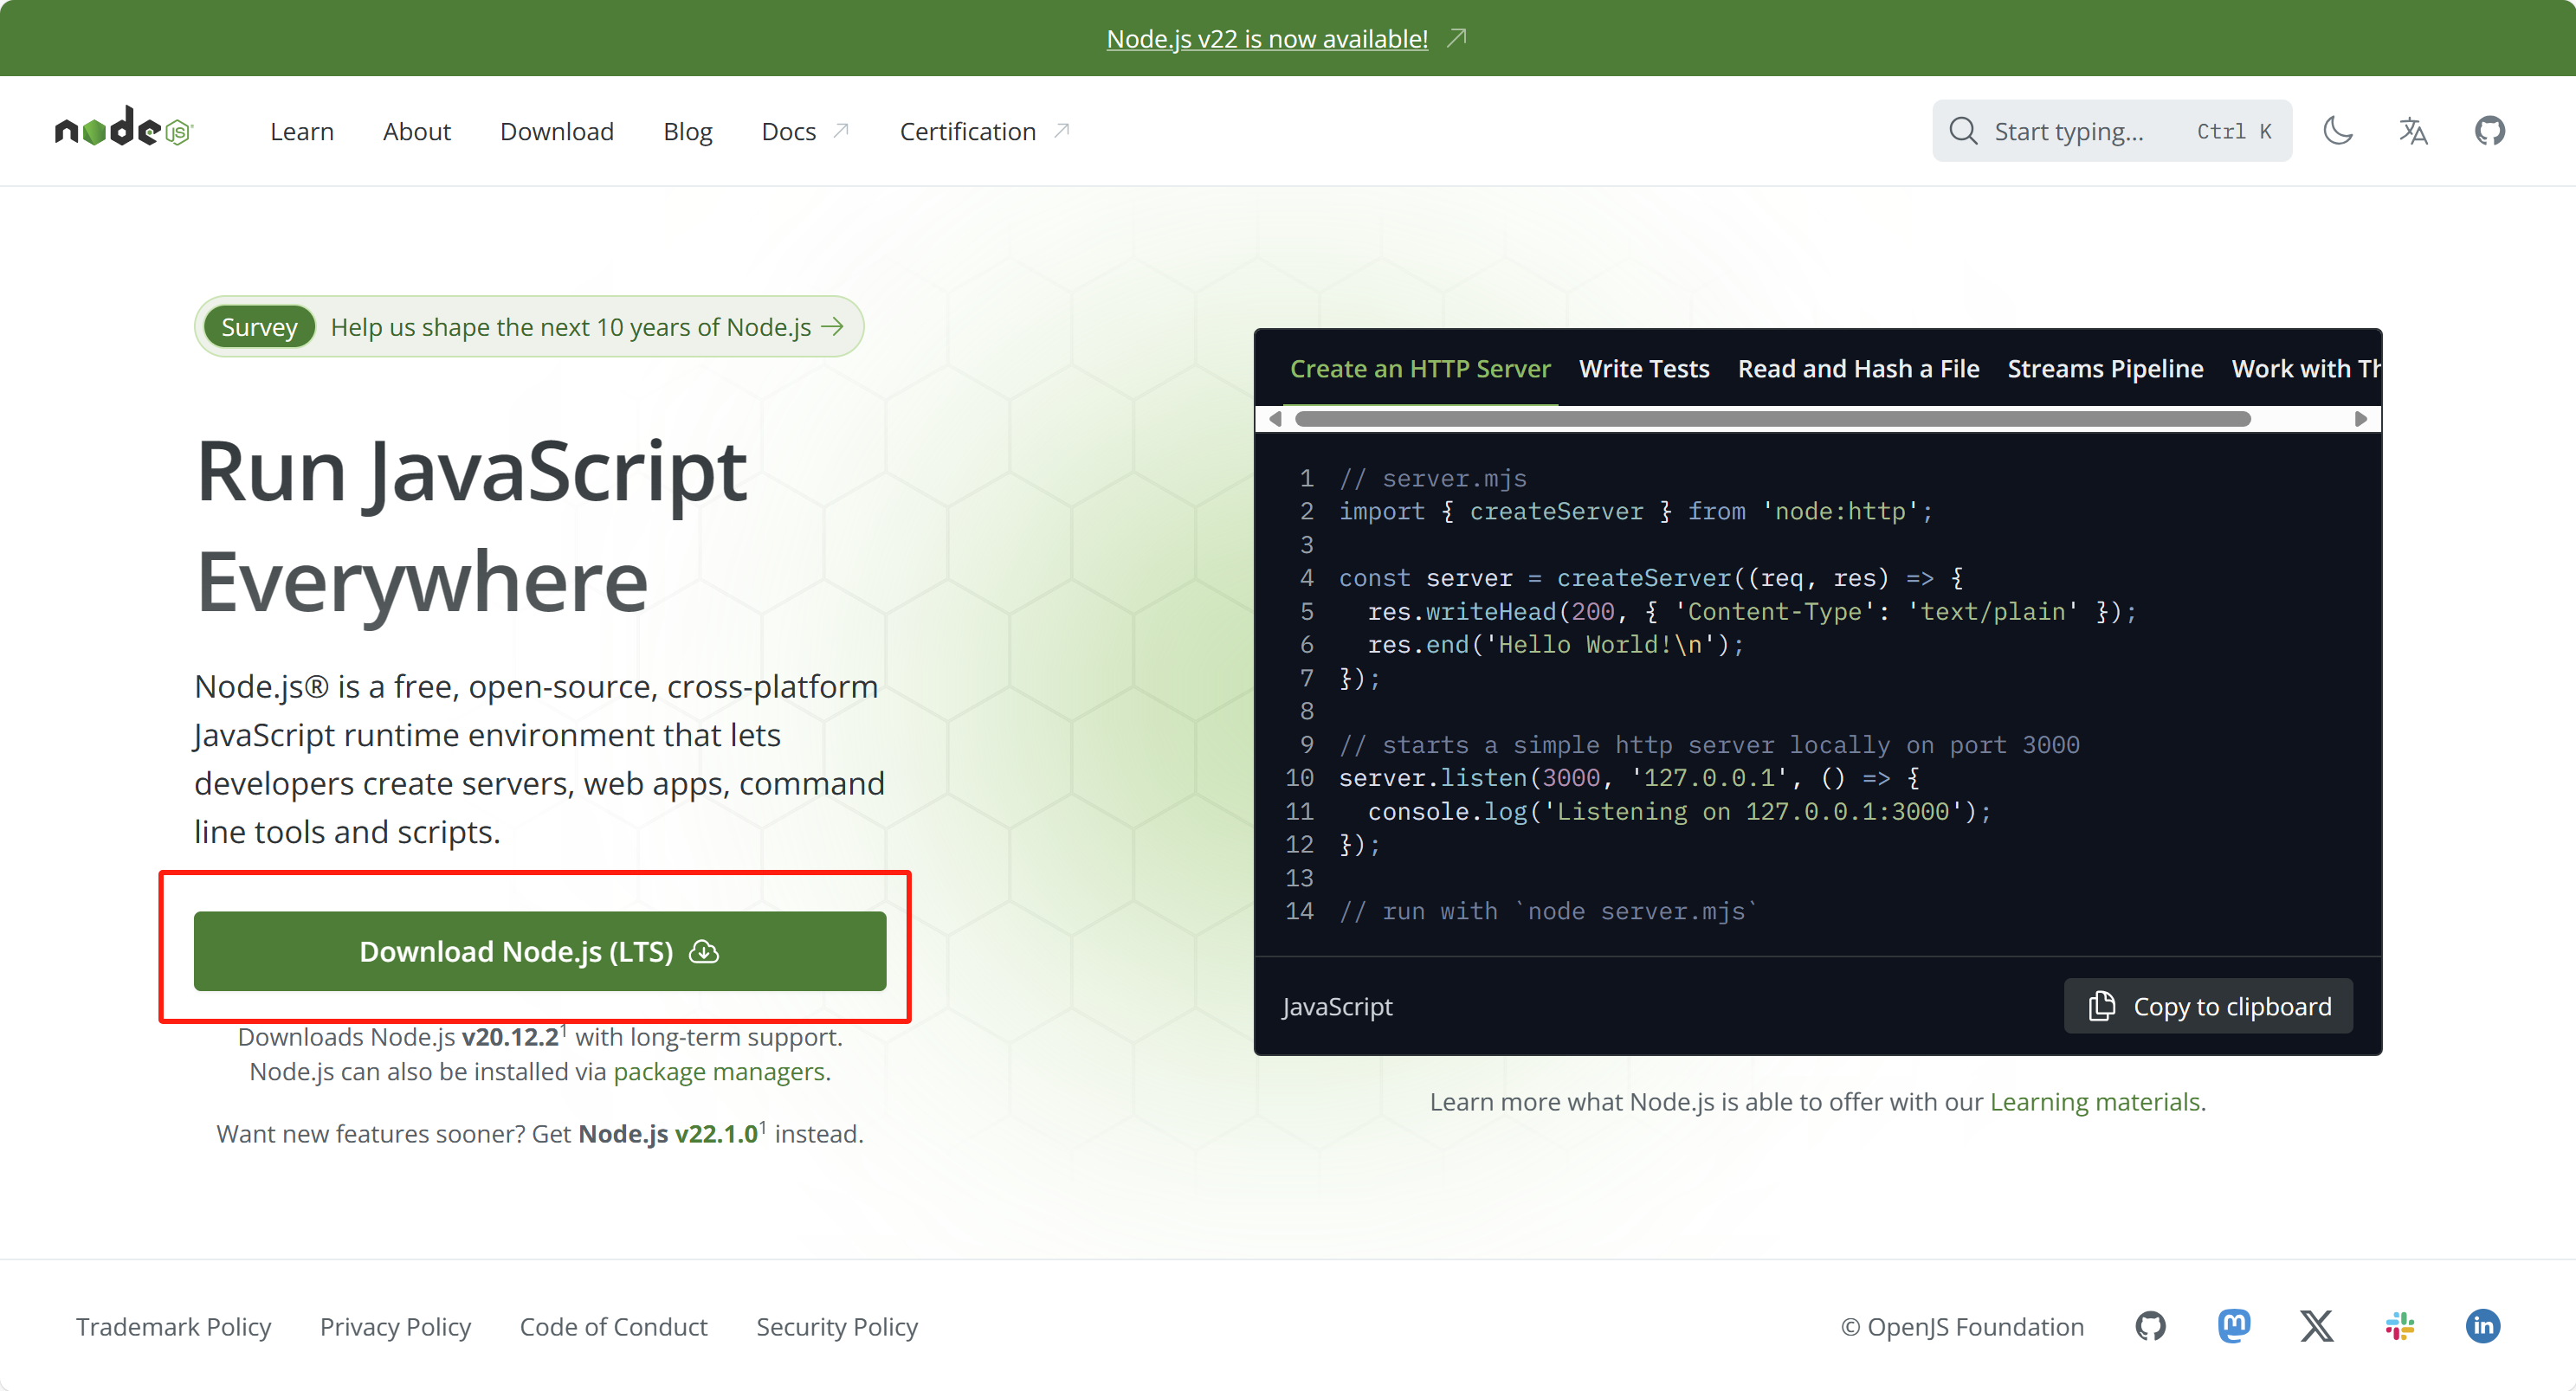 Node.js v22 is now available!
node JS
Learn About Download Blog Docs Certification
Start typing... Ctrl K
Survey Help us shape the next 10 years of Node.js
Run JavaScript
Everywhere
Node.js® is a free, open-source, cross-platform
JavaScript runtime environment that lets
developers create servers, web apps, command
line tools and scripts.
Download Node.js (LTS)
Downloads Node.js v20.12.2¹ with long-term support.
Node.js can also be installed via package managers.
Want new features sooner? Get Node.js v22.1.0¹ instead.
Create an HTTP Server Write Tests Read and Hash a File Streams Pipeline Work with Th
1 // server.mjs
2 import { createServer } from 'node:http';
3
4 const server = createServer((req, res) => {
5   res.writeHead(200, { 'Content-Type': 'text/plain' });
6   res.end('Hello World!\n');
7 });
8
9 // starts a simple http server locally on port 3000
10 server.listen(3000, '127.0.0.1', () => {
11   console.log('Listening on 127.0.0.1:3000');
12 });
13
14 // run with `node server.mjs`
JavaScript Copy to clipboard
Learn more what Node.js is able to offer with our Learning materials.
Trademark Policy Privacy Policy Code of Conduct Security Policy
© OpenJS Foundation